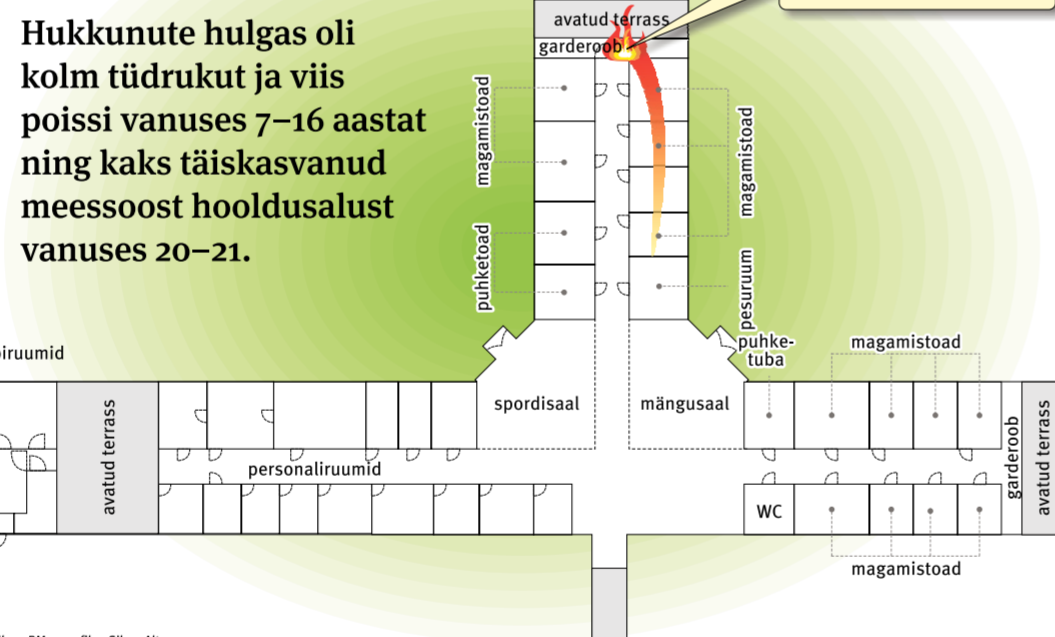 Hukkunute hulgas oli
kolm tüdrukut ja viis
poissi vanuses 7–16 aastat
ning kaks täiskasvanud
meessoost hooldusalust
vanuses 20–21.
avatud terrass
garderoob
magamistoad
magamistoad
puhketoad
pesuruum
puhke-
tuba
magamistoad
spordisaal
mängusaal
avatud terrass
personaliruumid
WC
garderoob
avatud terrass
magamistoad